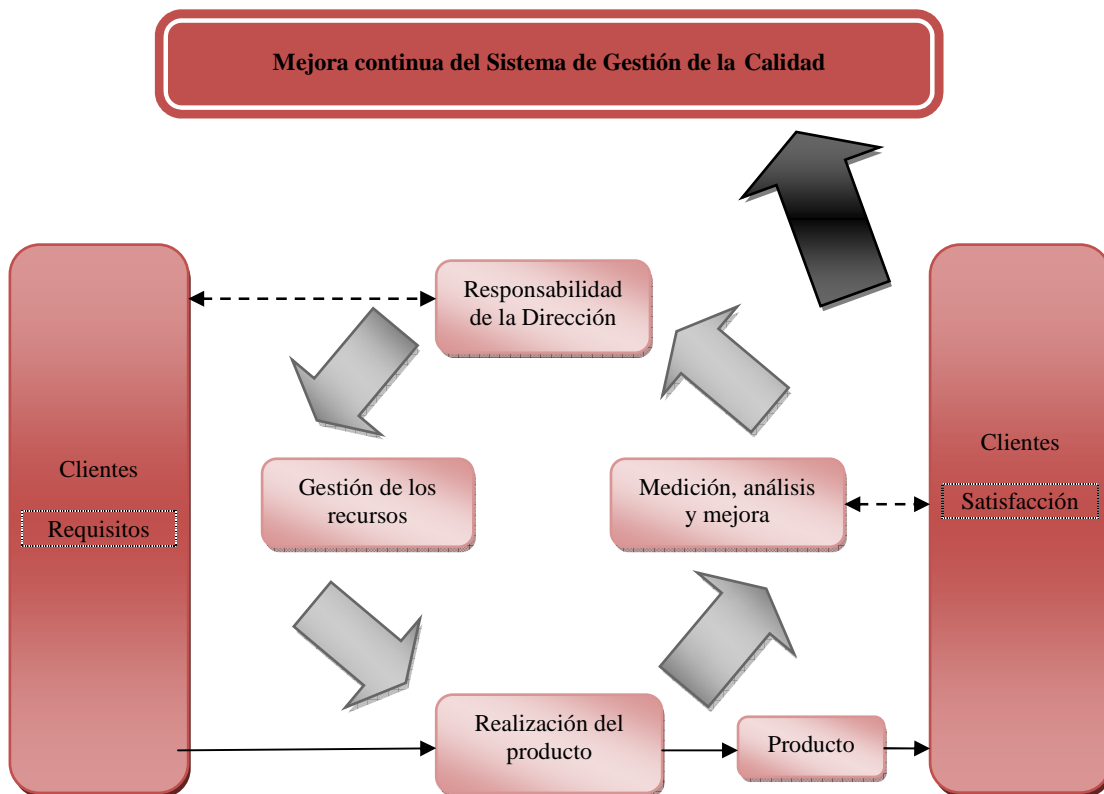 Mejora continua del Sistema de Gestión de la Calidad
Responsabilidad
de la Dirección
Clientes
Requisitos
Gestión de los
recursos
Medición, análisis
y mejora
Clientes
Satisfacción
Realización del
producto
Producto